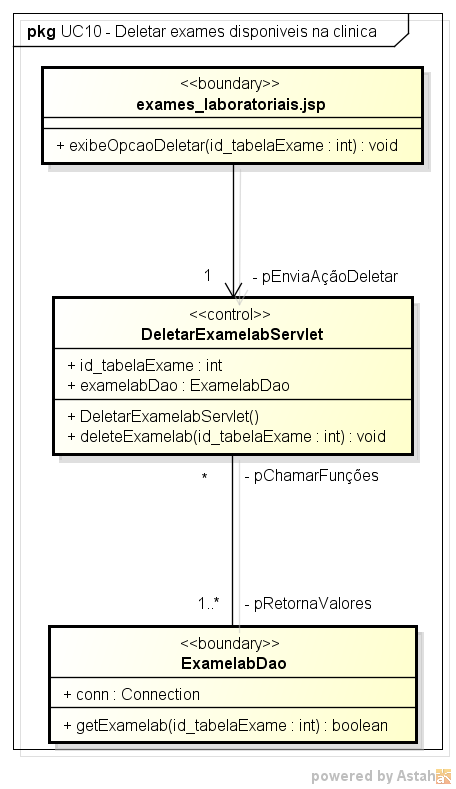 pkg UC10 - Deletar exames disponiveis na clinica
<<boundary>>
exames_laboratoriais.jsp
+ exibeOpcaoDeletar(id_tabelaExame : int) : void
1
- pEnviaAçãoDeletar
<<control>>
DeletarExamelabServlet
+ id_tabelaExame : int
+ examelabDao : ExamelabDao
+ DeletarExamelabServlet()
+ deleteExamelab(id_tabelaExame : int) : void
*
- pChamarFunções
1..*
- pRetornaValores
<<boundary>>
ExamelabDao
+ conn : Connection
+ getExamelab(id_tabelaExame : int) : boolean
powered by Astah